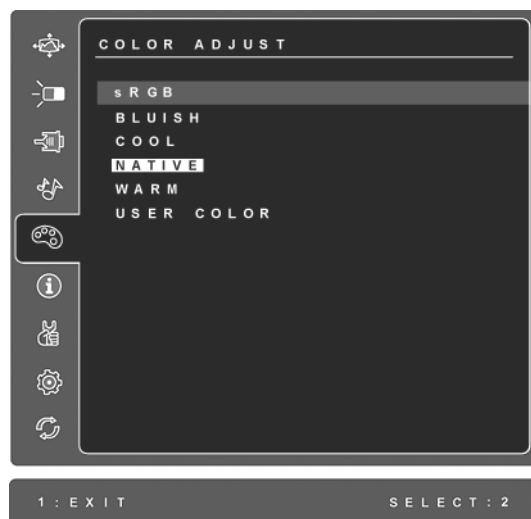 COLOR ADJUST
sRGB
BLUISH
COOL
NATIVE
WARM
USER COLOR
1:EXIT SELECT:2